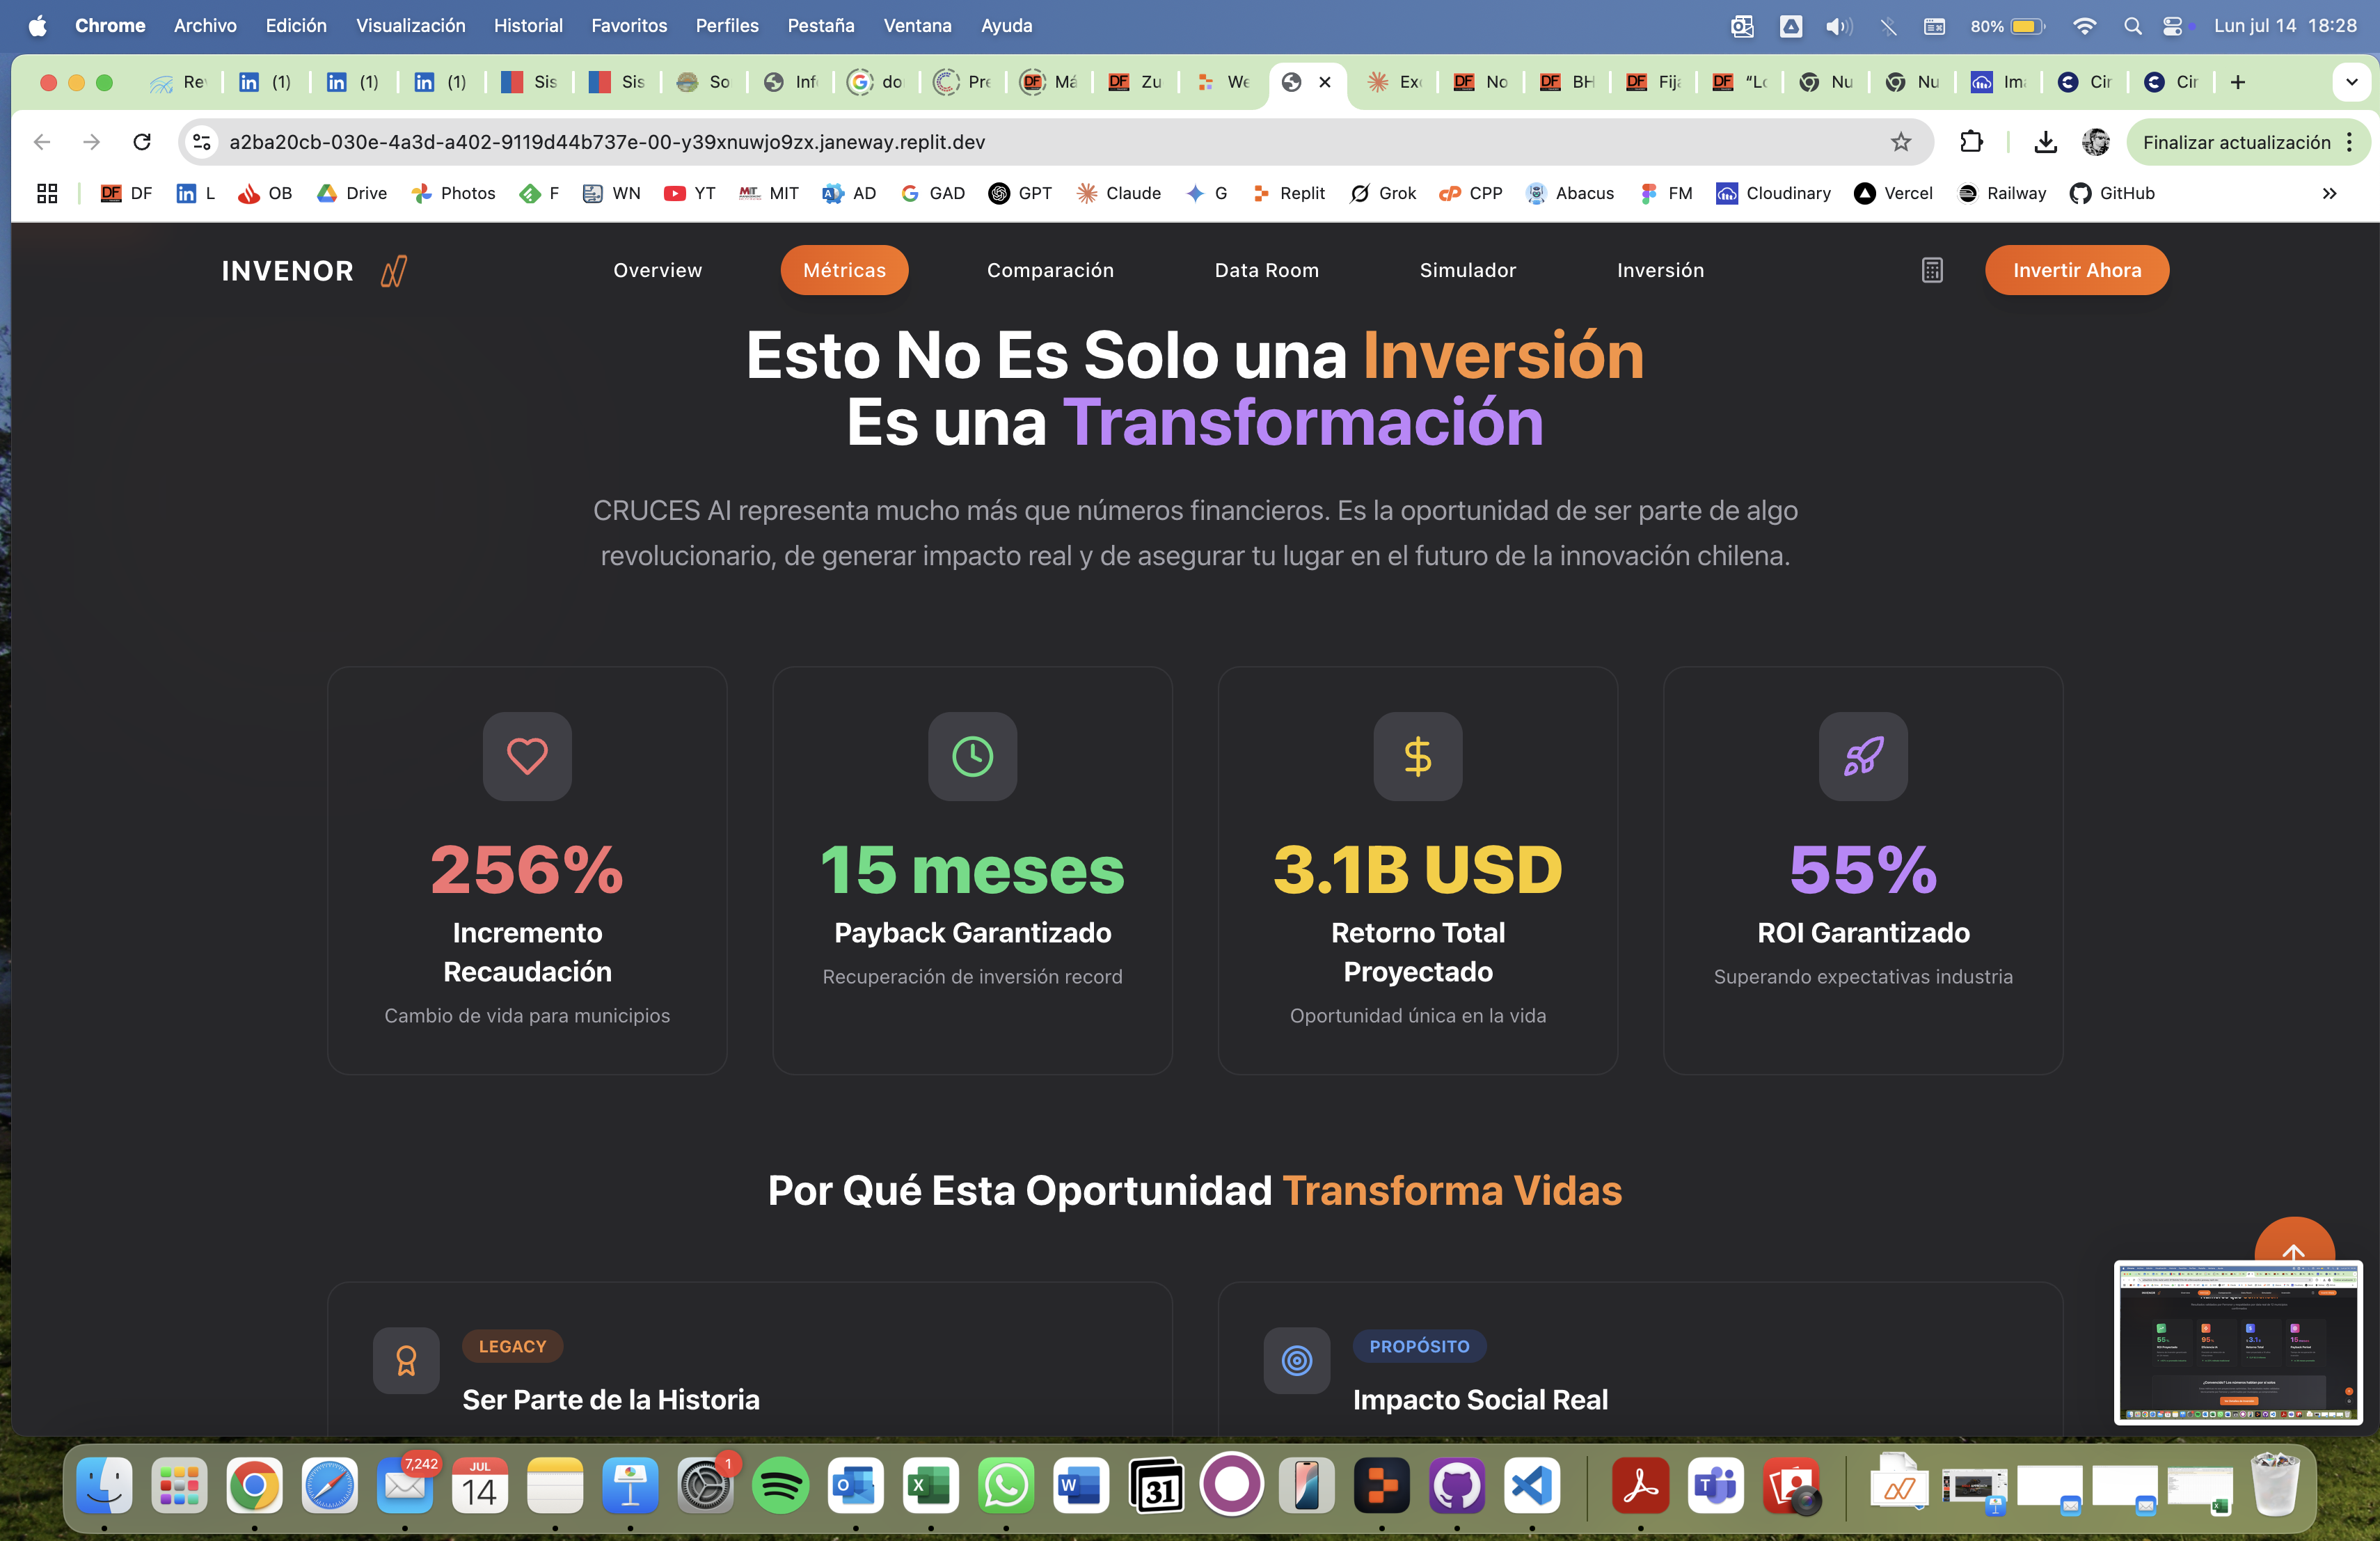 Chrome Archivo Edición Visualización Historial Favoritos Perfiles Pestaña Ventana Ayuda 80% Lun jul 14 18:28
Re (1) (1) (1) Sis Sis So Inf do Pre Má Zu We Exc No BH Fija “Lo Nu Nu Im Cir Cir
a2ba20cb-030e-4a3d-a402-9119d44b737e-00-y39xnuwjo9zx.janeway.replit.dev Finalizar actualización
DF L OB Drive Photos F WN YT MIT AD GAD GPT Claude G Replit Grok CPP Abacus FM Cloudinary Vercel Railway GitHub
INVENOR Overview Métricas Comparación Data Room Simulador Inversión Invertir Ahora
Esto No Es Solo una Inversión
Es una Transformación
CRUCES AI representa mucho más que números financieros. Es la oportunidad de ser parte de algo
revolucionario, de generar impacto real y de asegurar tu lugar en el futuro de la innovación chilena.
256%
Incremento
Recaudación
Cambio de vida para municipios
15 meses
Payback Garantizado
Recuperación de inversión record
3.1B USD
Retorno Total
Proyectado
Oportunidad única en la vida
55%
ROI Garantizado
Superando expectativas industria
Por Qué Esta Oportunidad Transforma Vidas
LEGACY
Ser Parte de la Historia
PROPÓSITO
Impacto Social Real
7,242
JUL
14
1
31